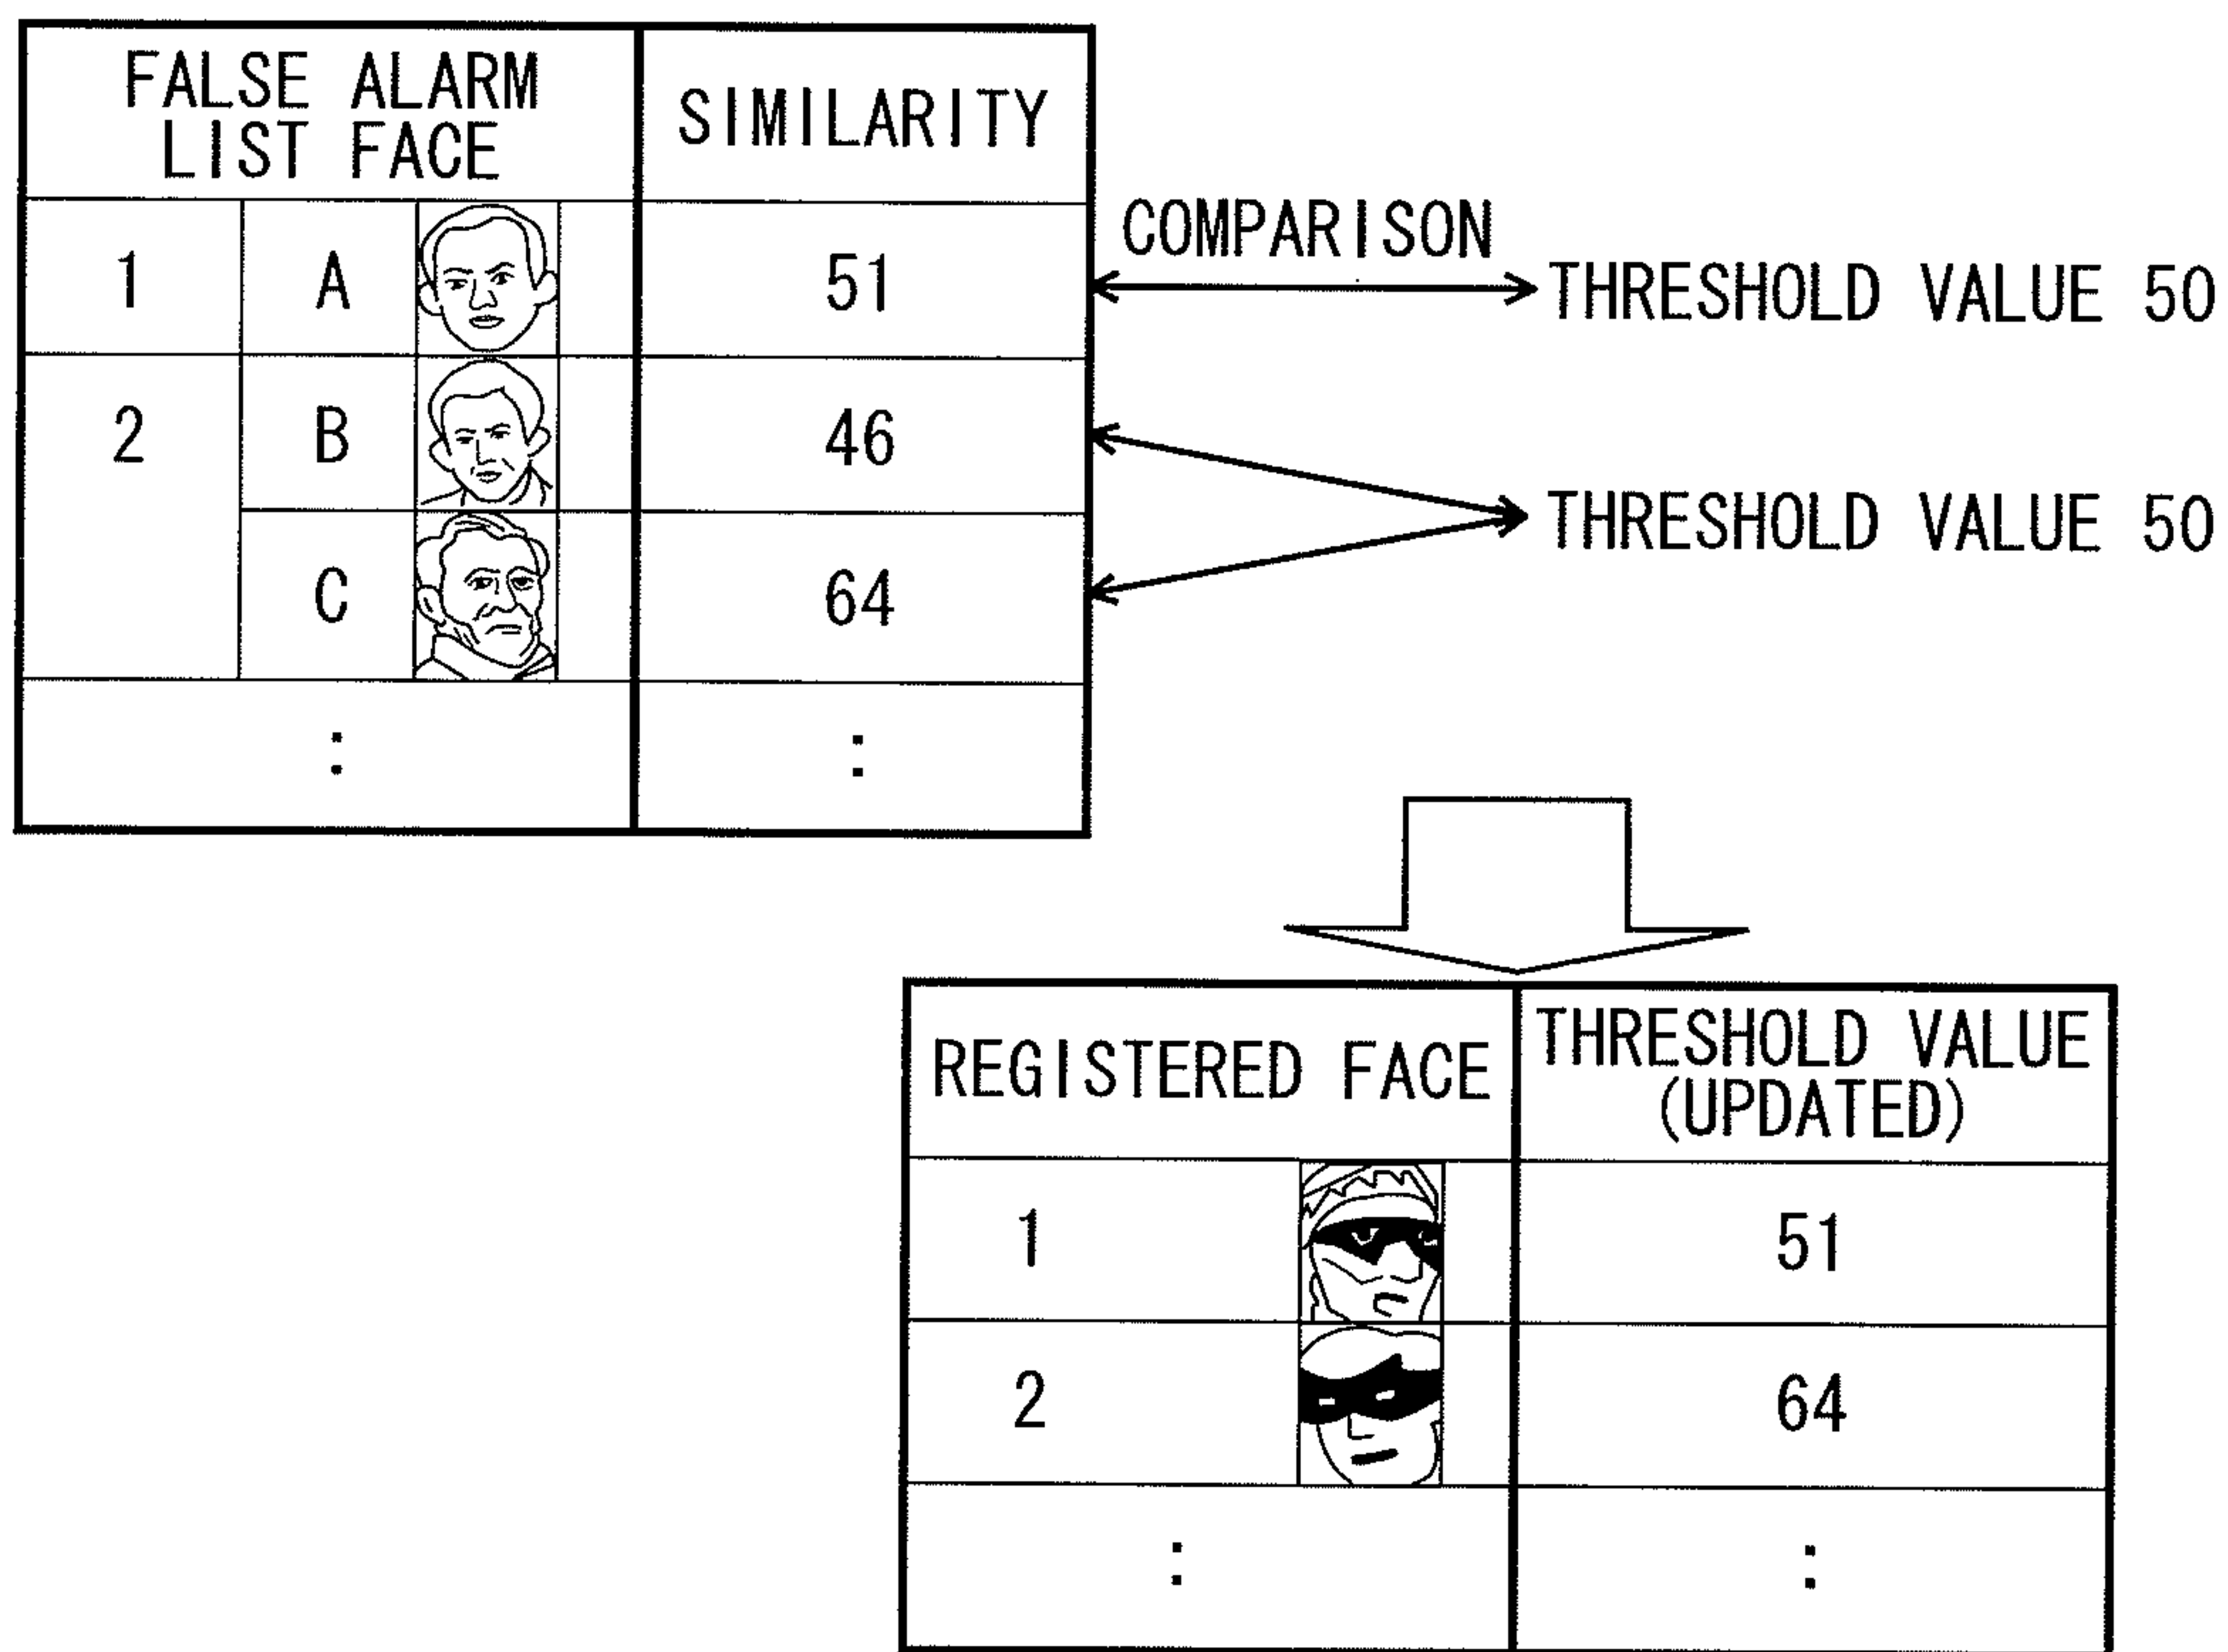 FALSE ALARM
LIST FACE
SIMILARITY
1 A 51
COMPARISON
THRESHOLD VALUE 50
2 B 46
THRESHOLD VALUE 50
C 64
: :
REGISTERED FACE
THRESHOLD VALUE
(UPDATED)
1 51
2 64
: :